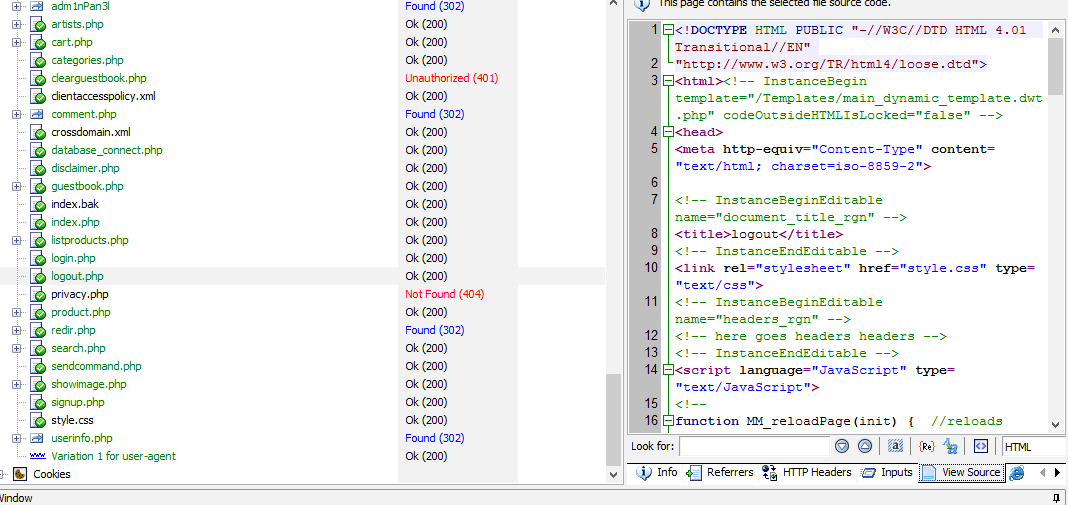 adm1nPan3l Found (302)
artists.php Ok (200)
cart.php Ok (200)
categories.php Ok (200)
clearguestbook.php Unauthorized (401)
clientaccesspolicy.xml Ok (200)
comment.php Found (302)
crossdomain.xml Ok (200)
database_connect.php Ok (200)
disclaimer.php Ok (200)
guestbook.php Ok (200)
index.bak Ok (200)
index.php Ok (200)
listproducts.php Ok (200)
login.php Ok (200)
logout.php Ok (200)
privacy.php Not Found (404)
product.php Ok (200)
redir.php Found (302)
search.php Ok (200)
sendcommand.php Ok (200)
showimage.php Ok (200)
signup.php Ok (200)
style.css Ok (200)
userinfo.php Found (302)
Variation 1 for user-agent Ok (200)
Cookies
Window
This page contains the selected file source code.
1 <!DOCTYPE HTML PUBLIC "-//W3C//DTD HTML 4.01
Transitional//EN"
2 "http://www.w3.org/TR/html4/loose.dtd">
3 <html><!-- InstanceBegin
template="/Templates/main_dynamic_template.dwt
.php" codeOutsideHTMLIsLocked="false" -->
4 <head>
5 <meta http-equiv="Content-Type" content=
"text/html; charset=iso-8859-2">
6
7 <!-- InstanceBeginEditable
name="document_title_rgn" -->
8 <title>logout</title>
9 <!-- InstanceEndEditable -->
10 <link rel="stylesheet" href="style.css" type=
"text/css">
11 <!-- InstanceBeginEditable
name="headers_rgn" -->
12 <!-- here goes headers headers -->
13 <!-- InstanceEndEditable -->
14 <script language="JavaScript" type=
"text/JavaScript">
15 <!--
16 function MM_reloadPage(init) {  //reloads
Look for: a {Re} HTML
Info Referrers HTTP Headers Inputs View Source